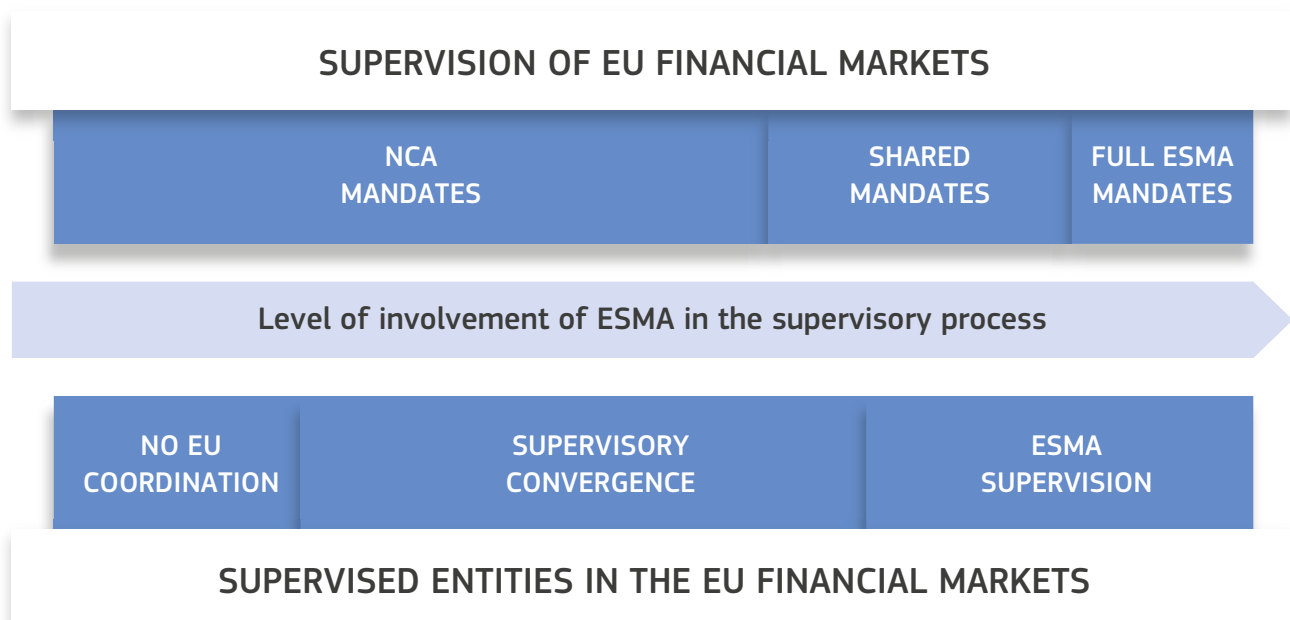 SUPERVISION OF EU FINANCIAL MARKETS
NCA
MANDATES
SHARED
MANDATES
FULL ESMA
MANDATES
Level of involvement of ESMA in the supervisory process
NO EU
COORDINATION
SUPERVISORY
CONVERGENCE
ESMA
SUPERVISION
SUPERVISED ENTITIES IN THE EU FINANCIAL MARKETS